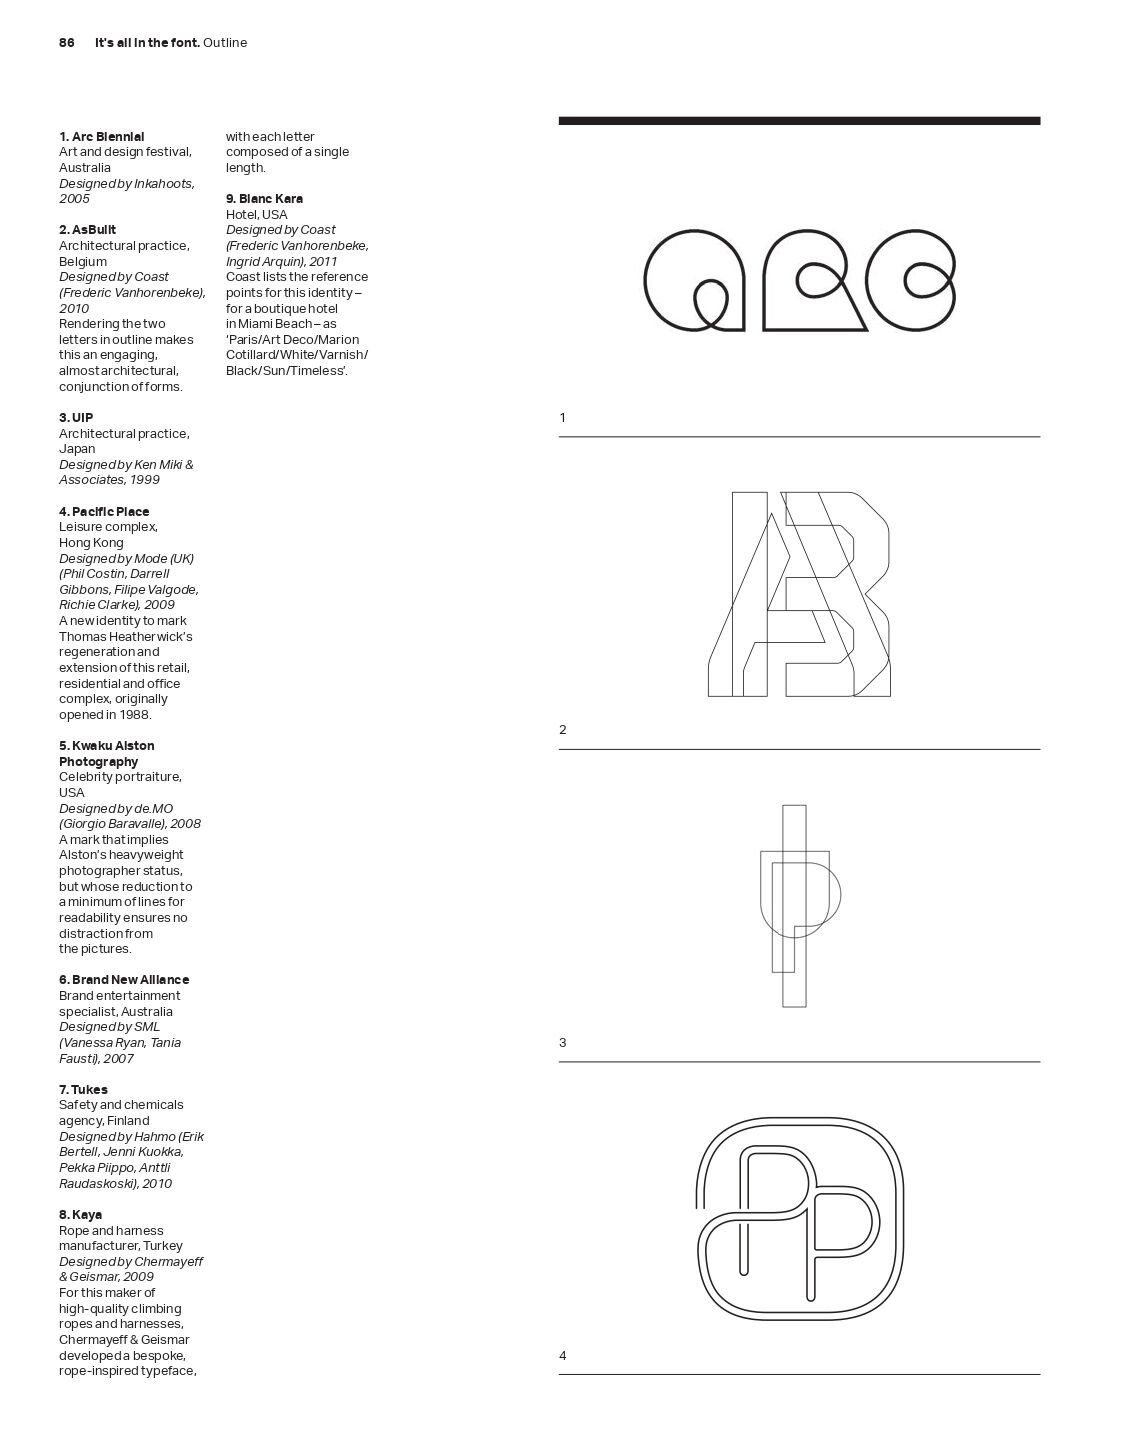 86 It's all in the font. Outline
1. Arc Biennial
Art and design festival,
Australia
Designed by Inkahoots,
2005
2. AsBuilt
Architectural practice,
Belgium
Designed by Coast
(Frederic Vanhorenbeke),
2010
Rendering the two
letters in outline makes
this an engaging,
almost architectural,
conjunction of forms.
3. UIP
Architectural practice,
Japan
Designed by Ken Miki &
Associates, 1999
4. Pacific Place
Leisure complex,
Hong Kong
Designed by Mode (UK)
(Phil Costin, Darrell
Gibbons, Filipe Valgode,
Richie Clarke), 2009
A new identity to mark
Thomas Heatherwick's
regeneration and
extension of this retail,
residential and office
complex, originally
opened in 1988.
5. Kwaku Alston
Photography
Celebrity portraiture,
USA
Designed by de.MO
(Giorgio Baravalle), 2008
A mark that implies
Alston's heavyweight
photographer status,
but whose reduction to
a minimum of lines for
readability ensures no
distraction from
the pictures.
6. Brand New Alliance
Brand entertainment
specialist, Australia
Designed by SML
(Vanessa Ryan, Tania
Fausti), 2007
7. Tukes
Safety and chemicals
agency, Finland
Designed by Hahmo (Erik
Bertell, Jenni Kuokka,
Pekka Piippo, Anttli
Raudaskoski), 2010
8. Kaya
Rope and harness
manufacturer, Turkey
Designed by Chermayeff
& Geismar, 2009
For this maker of
high-quality climbing
ropes and harnesses,
Chermayeff & Geismar
developed a bespoke,
rope-inspired typeface,
with each letter
composed of a single
length.
9. Blanc Kara
Hotel, USA
Designed by Coast
(Frederic Vanhorenbeke,
Ingrid Arquin), 2011
Coast lists the reference
points for this identity –
for a boutique hotel
in Miami Beach – as
'Paris/Art Deco/Marion
Cotillard/White/Varnish/
Black/Sun/Timeless'.
arc
1
AB
2
UIP
3
PP
4